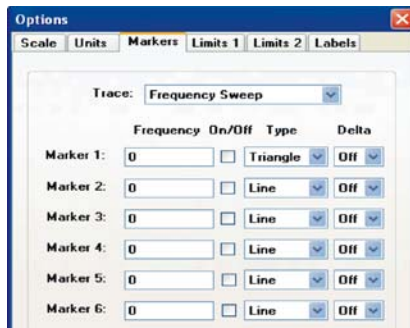 Options
Scale Units Markers Limits 1 Limits 2 Labels
Trace: Frequency Sweep
Frequency On/Off Type Delta
Marker 1: 0 Triangle Off
Marker 2: 0 Line Off
Marker 3: 0 Line Off
Marker 4: 0 Line Off
Marker 5: 0 Line Off
Marker 6: 0 Line Off